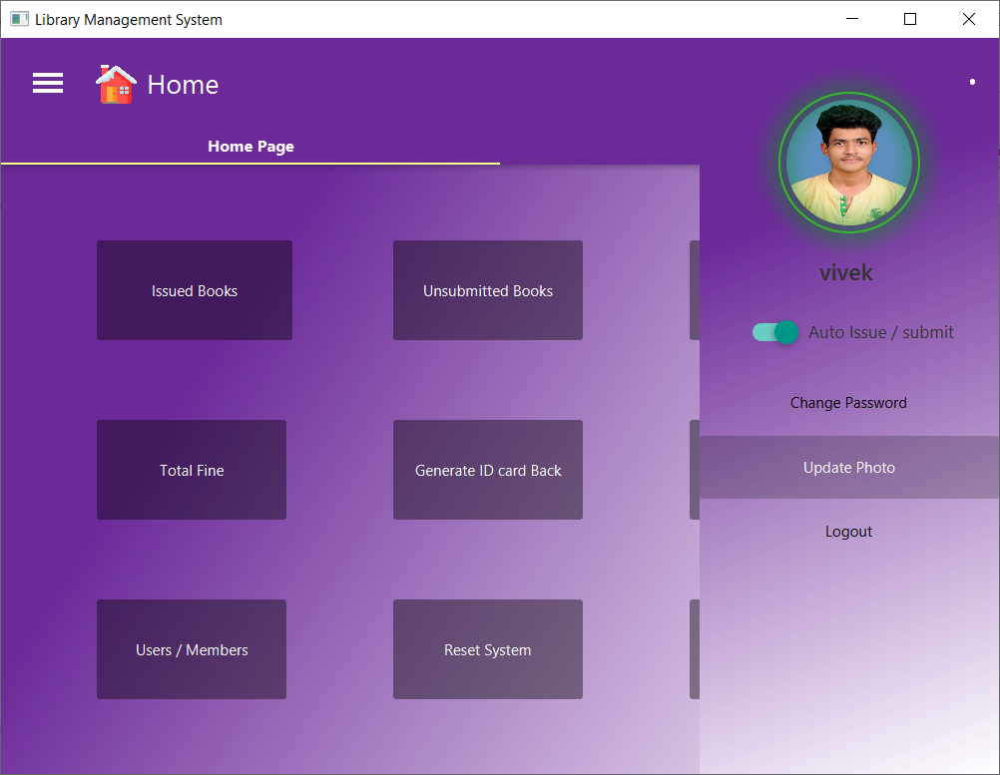 Library Management System
Home
Home Page
vivek
Auto Issue / submit
Change Password
Update Photo
Logout
Issued Books
Unsubmitted Books
Total Fine
Generate ID card Back
Users / Members
Reset System